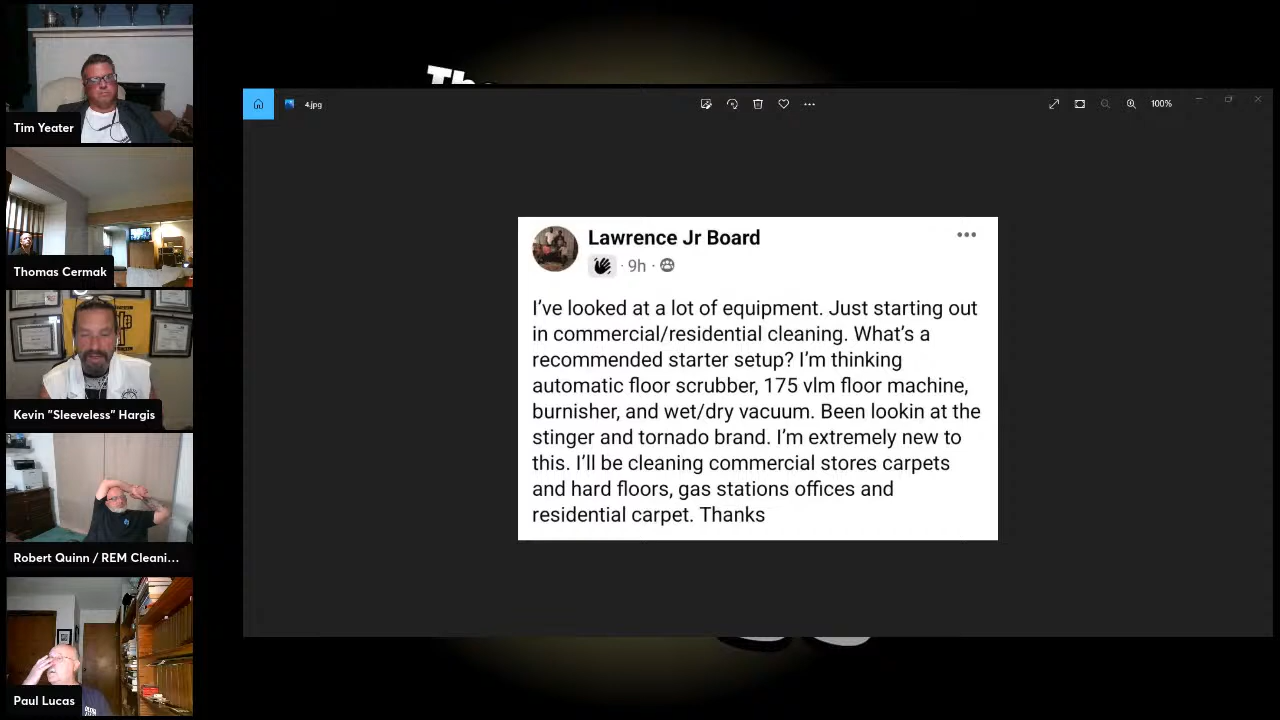 Tim Yeater
Thomas Cermak
Kevin "Sleeveless" Hargis
Robert Quinn / REM Cleani...
Paul Lucas
Th
4.jpg
100%
Lawrence Jr Board
· 9h ·
I've looked at a lot of equipment. Just starting out
in commercial/residential cleaning. What's a
recommended starter setup? I'm thinking
automatic floor scrubber, 175 vlm floor machine,
burnisher, and wet/dry vacuum. Been lookin at the
stinger and tornado brand. I'm extremely new to
this. I'll be cleaning commercial stores carpets
and hard floors, gas stations offices and
residential carpet. Thanks